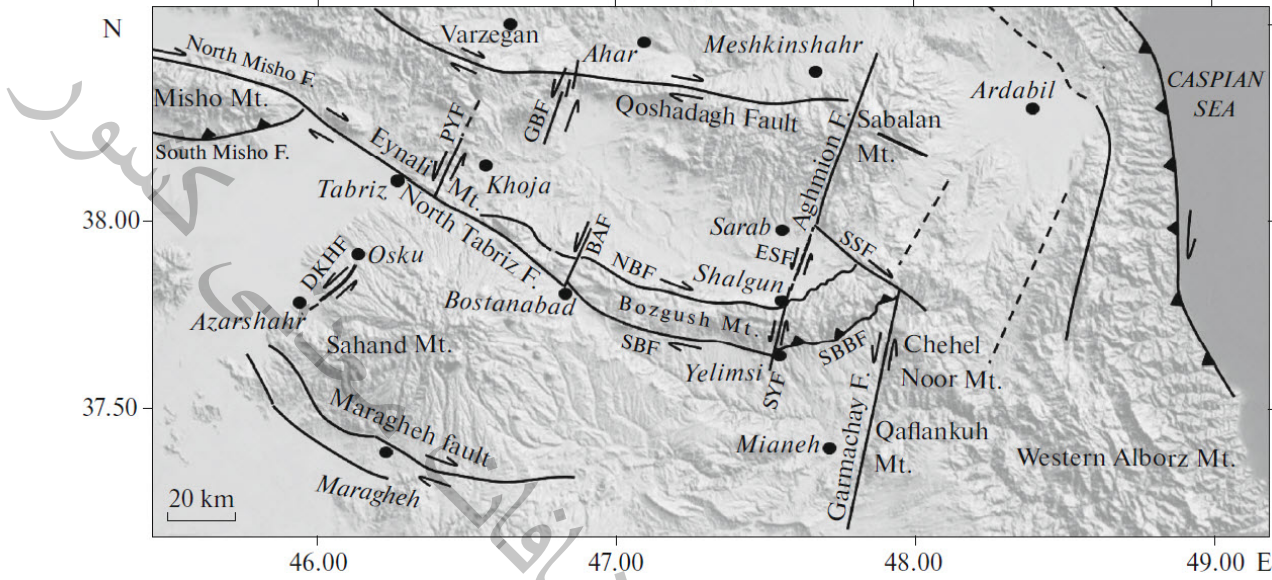 N
Varzegan
Ahar
Meshkinshahr
CASPIAN
SEA
North Misho F.
Misho Mt.
South Misho F.
PYF
GBF
Qoshadagh Fault
Ardabil
Sabalan
Mt.
Aghmion F.
Eynali
Mt.
Khoja
Tabriz
North Tabriz F.
38.00
Sarab
SSF
BAF
ESF
DKHF
Osku
NBF
Shalgun
Bostanabad
Bozgush Mt.
Azarshahr
Sahand Mt.
SBF
SBBF
Yelimsi
SYF
Chehel
Noor Mt.
37.50
Maragheh fault
Mianeh
Garmachay F.
Qaflankuh
Mt.
Western Alborz Mt.
Maragheh
20 km
46.00
47.00
48.00
49.00 E